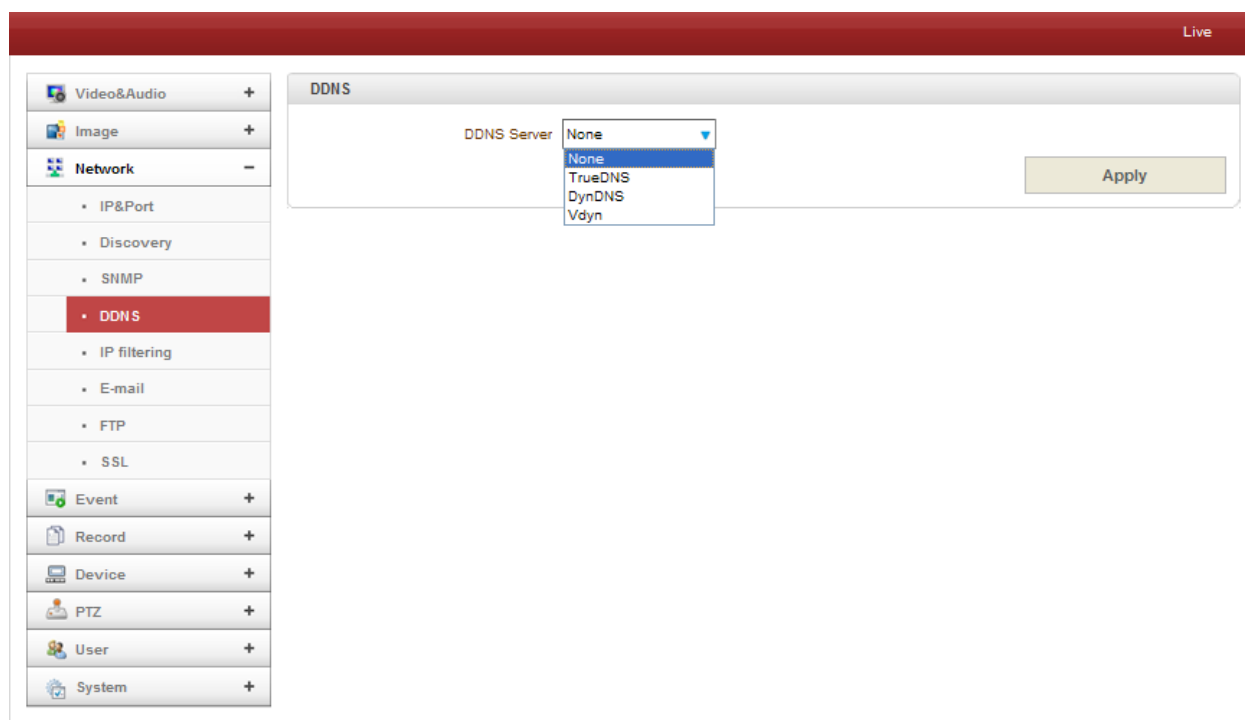 Live
Video&Audio +
Image +
Network −
IP&Port
Discovery
SNMP
DDNS
IP filtering
E-mail
FTP
SSL
Event +
Record +
Device +
PTZ +
User +
System +
DDNS
DDNS Server None
None
TrueDNS
DynDNS
Vdyn
Apply